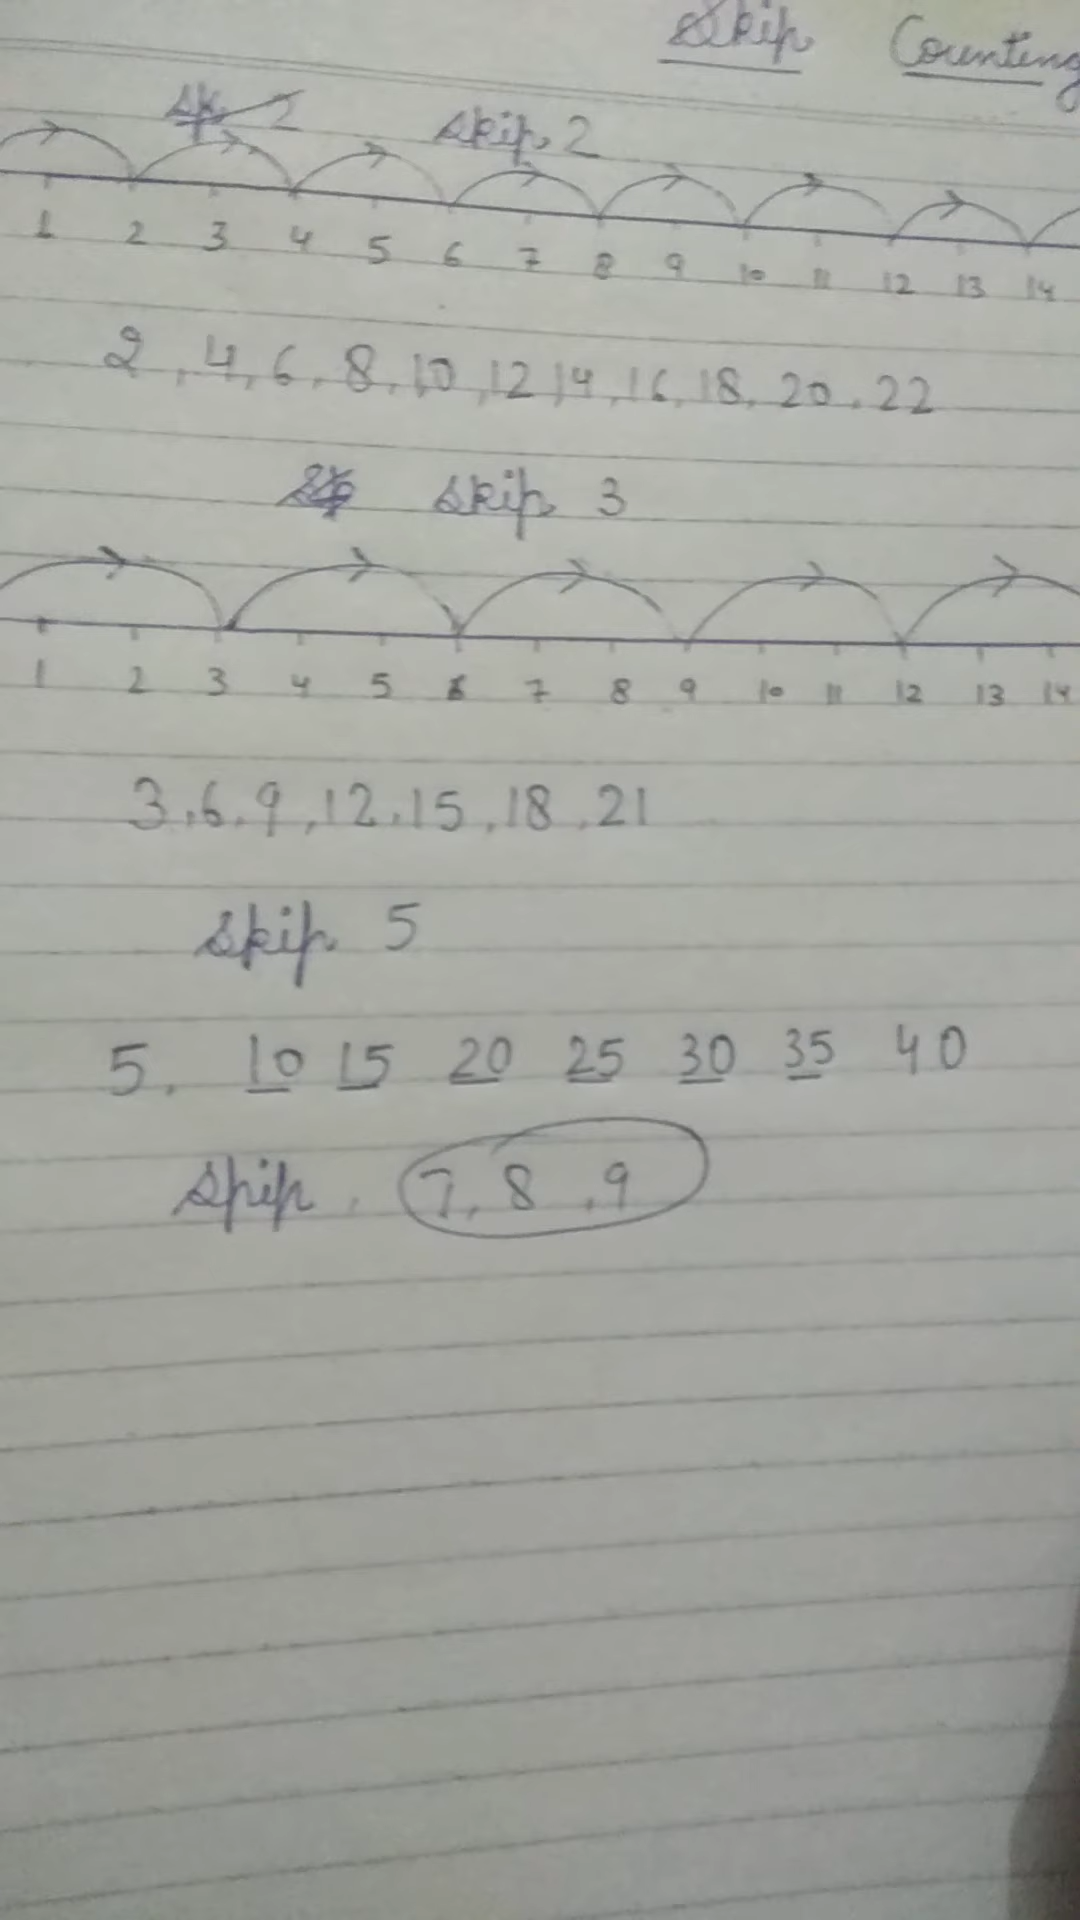 Skip Counting
Skip 2
1 2 3 4 5 6 7 8 9 10 11 12 13 14
2, 4, 6, 8, 10, 12, 14, 16, 18, 20, 22
Skip 3
1 2 3 4 5 6 7 8 9 10 11 12 13 14
3, 6, 9, 12, 15, 18, 21
Skip 5
5, 10 15 20 25 30 35 40
Skip, 7, 8, 9